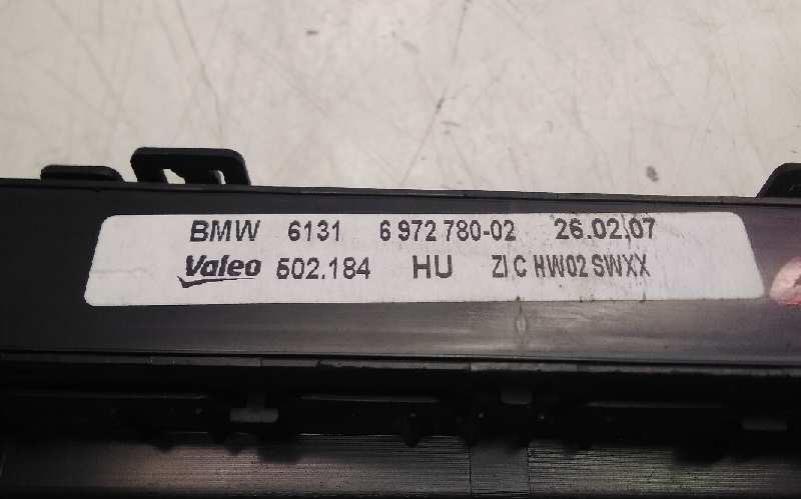 BMW 6131 6 972 780-02 26.02.07
Valeo 502.184 HU ZI C HW02 SWXX